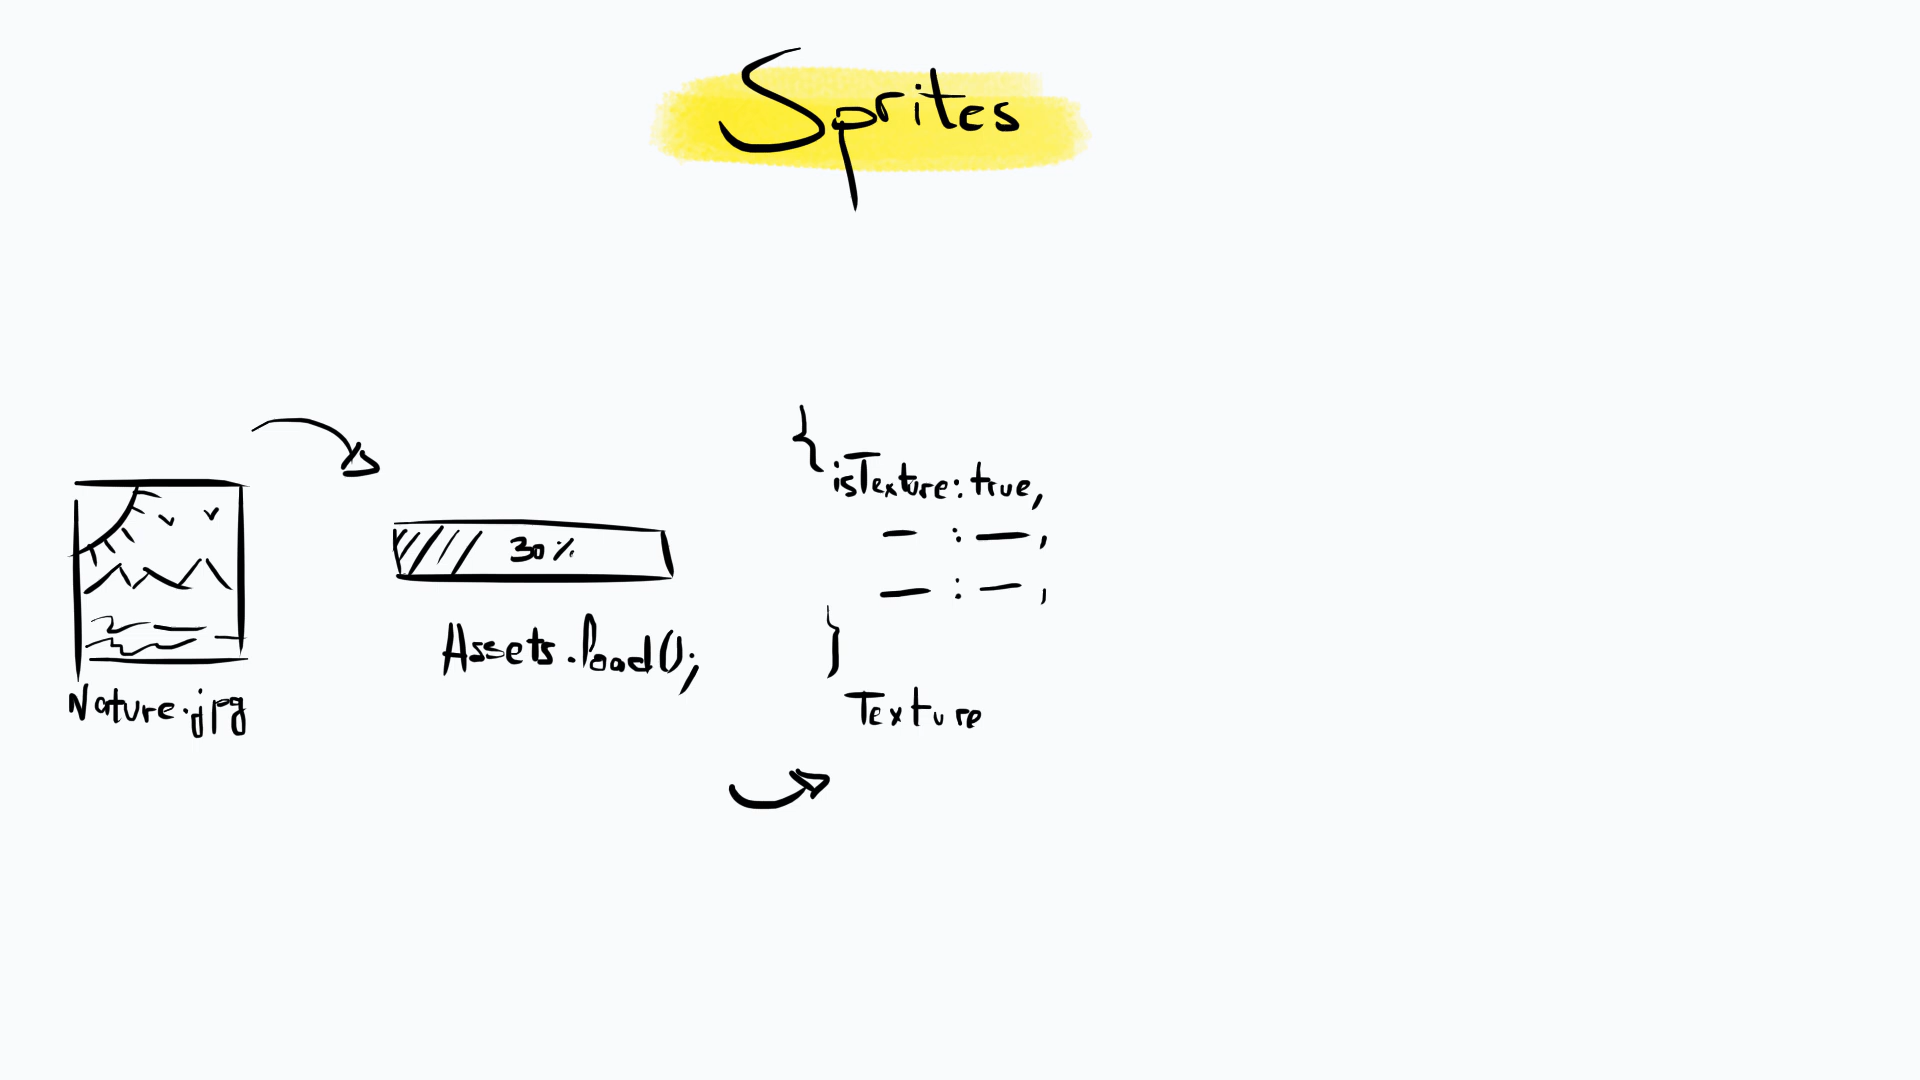 Sprites
Nature.jpg
30%
Assets.load();
{
isTexture: true,
— : —,
— : —,
}
Texture